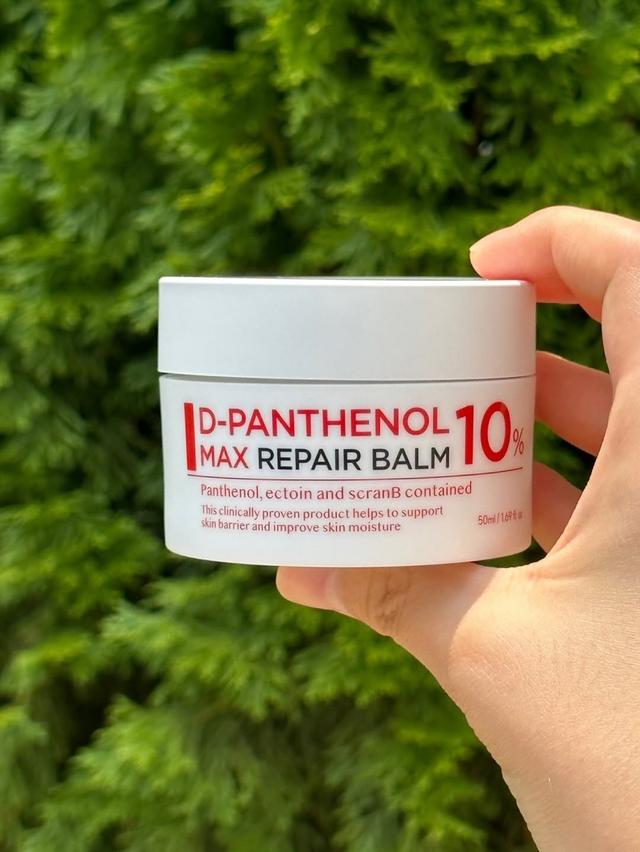 D-PANTHENOL 10%
MAX REPAIR BALM
Panthenol, ectoin and scranB contained
This clinically proven product helps to support
skin barrier and improve skin moisture
50ml / 1.69 fl. oz